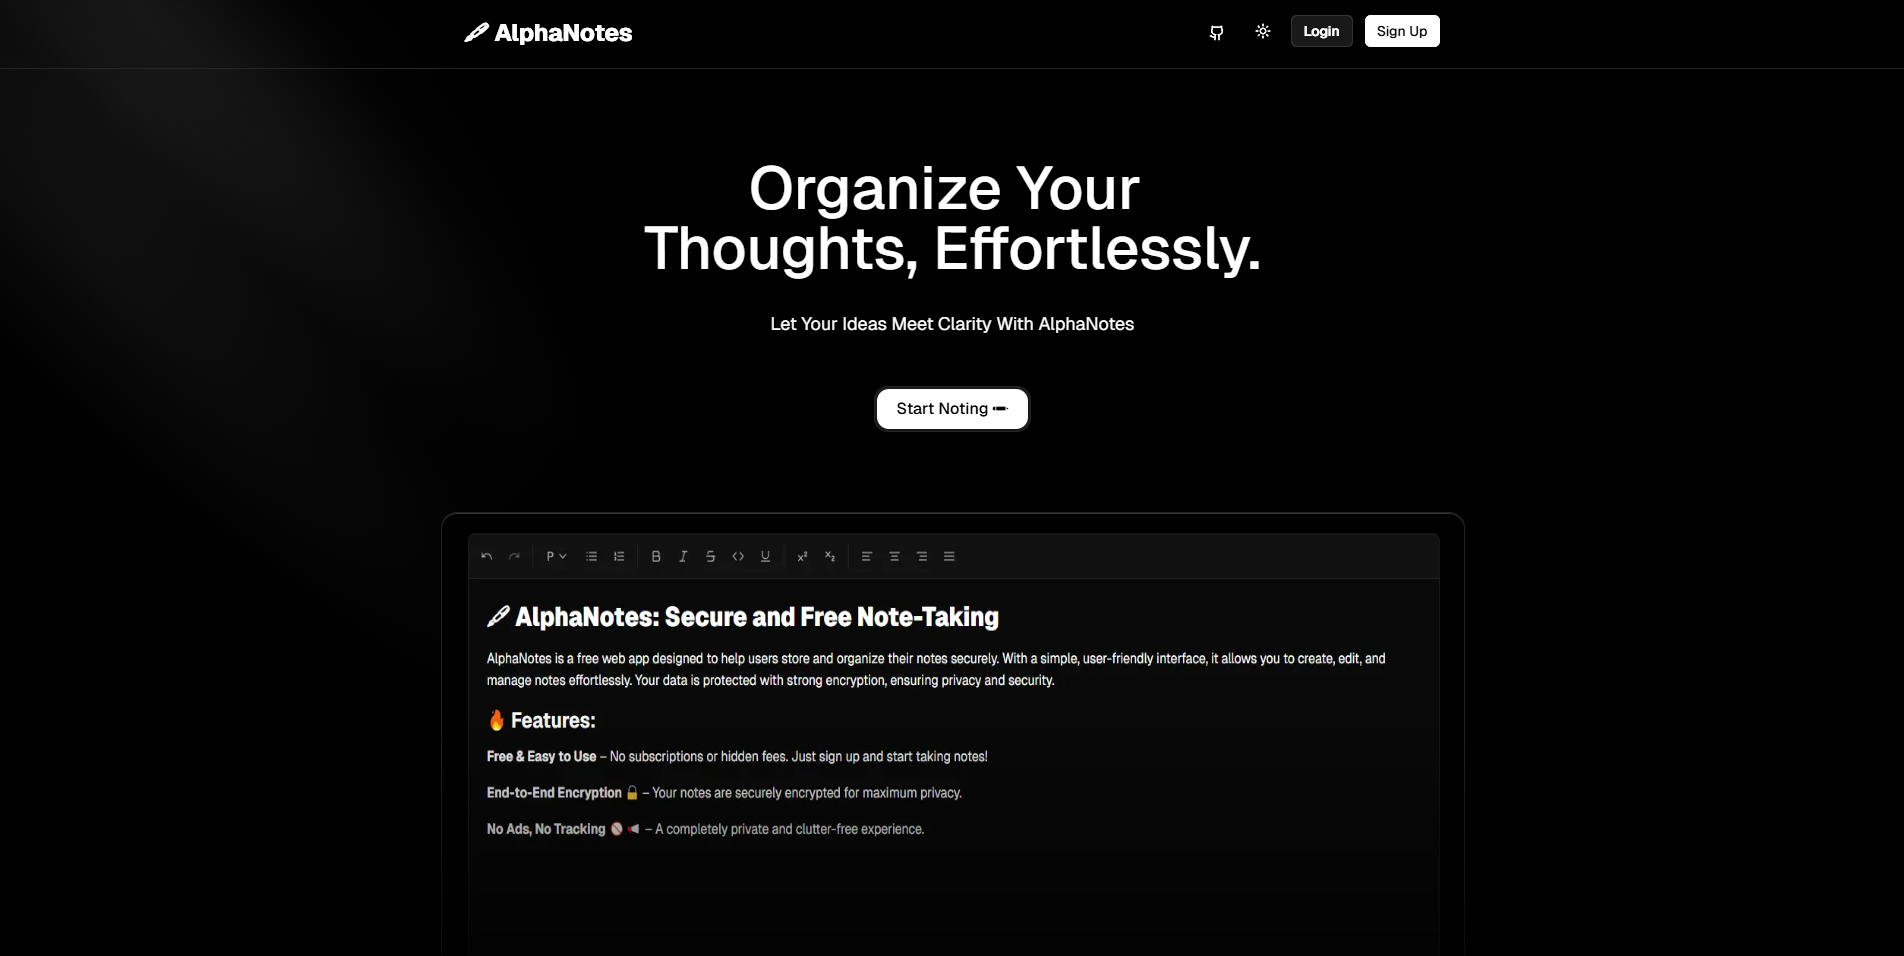 AlphaNotes
Login
Sign Up
Organize Your
Thoughts, Effortlessly.
Let Your Ideas Meet Clarity With AlphaNotes
Start Noting
P
B I S <> U x² x₂
AlphaNotes: Secure and Free Note-Taking
AlphaNotes is a free web app designed to help users store and organize their notes securely. With a simple, user-friendly interface, it allows you to create, edit, and
manage notes effortlessly. Your data is protected with strong encryption, ensuring privacy and security.
🔥 Features:
Free & Easy to Use – No subscriptions or hidden fees. Just sign up and start taking notes!
End-to-End Encryption 🔒 – Your notes are securely encrypted for maximum privacy.
No Ads, No Tracking 🚫 📢 – A completely private and clutter-free experience.